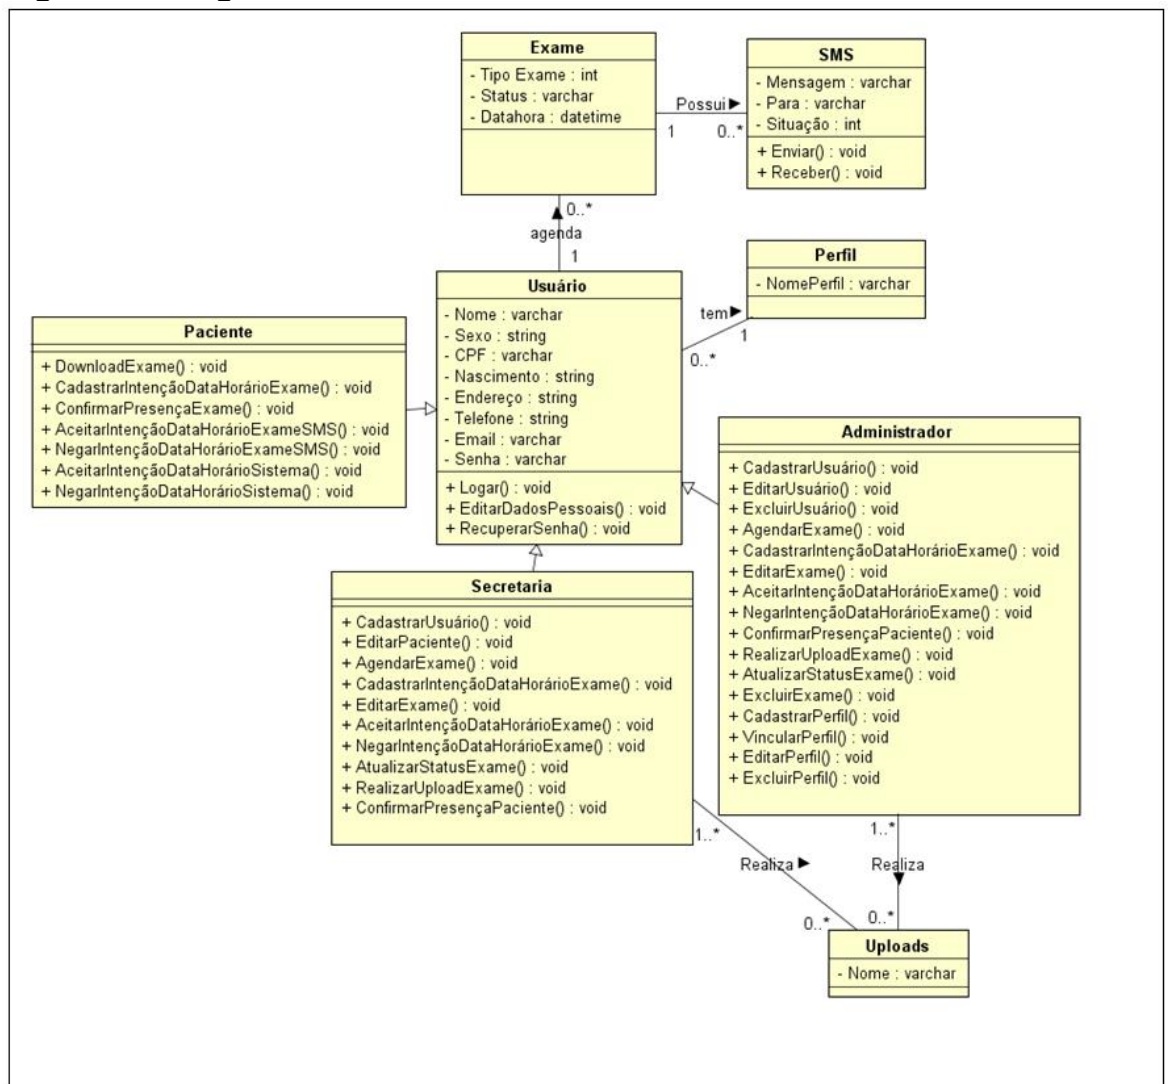 Exame
- Tipo Exame : int
- Status : varchar
- Datahora : datetime
Possui
1
0..*
SMS
- Mensagem : varchar
- Para : varchar
- Situação : int
+ Enviar() : void
+ Receber() : void
0..*
agenda
1
Perfil
- NomePerfil : varchar
tem
1
0..*
Usuário
- Nome : varchar
- Sexo : string
- CPF : varchar
- Nascimento : string
- Endereço : string
- Telefone : string
- Email : varchar
- Senha : varchar
+ Logar() : void
+ EditarDadosPessoais() : void
+ RecuperarSenha() : void
Paciente
+ DownloadExame() : void
+ CadastrarIntençãoDataHorárioExame() : void
+ ConfirmarPresençaExame() : void
+ AceitarIntençãoDataHorárioExameSMS() : void
+ NegarIntençãoDataHorárioExameSMS() : void
+ AceitarIntençãoDataHorárioSistema() : void
+ NegarIntençãoDataHorárioSistema() : void
Administrador
+ CadastrarUsuário() : void
+ EditarUsuário() : void
+ ExcluirUsuário() : void
+ AgendarExame() : void
+ CadastrarIntençãoDataHorárioExame() : void
+ EditarExame() : void
+ AceitarIntençãoDataHorárioExame() : void
+ NegarIntençãoDataHorárioExame() : void
+ ConfirmarPresençaPaciente() : void
+ RealizarUploadExame() : void
+ AtualizarStatusExame() : void
+ ExcluirExame() : void
+ CadastrarPerfil() : void
+ VincularPerfil() : void
+ EditarPerfil() : void
+ ExcluirPerfil() : void
Secretaria
+ CadastrarUsuário() : void
+ EditarPaciente() : void
+ AgendarExame() : void
+ CadastrarIntençãoDataHorárioExame() : void
+ EditarExame() : void
+ AceitarIntençãoDataHorárioExame() : void
+ NegarIntençãoDataHorárioExame() : void
+ AtualizarStatusExame() : void
+ RealizarUploadExame() : void
+ ConfirmarPresençaPaciente() : void
1..*
Realiza
0..*
1..*
Realiza
0..*
Uploads
- Nome : varchar